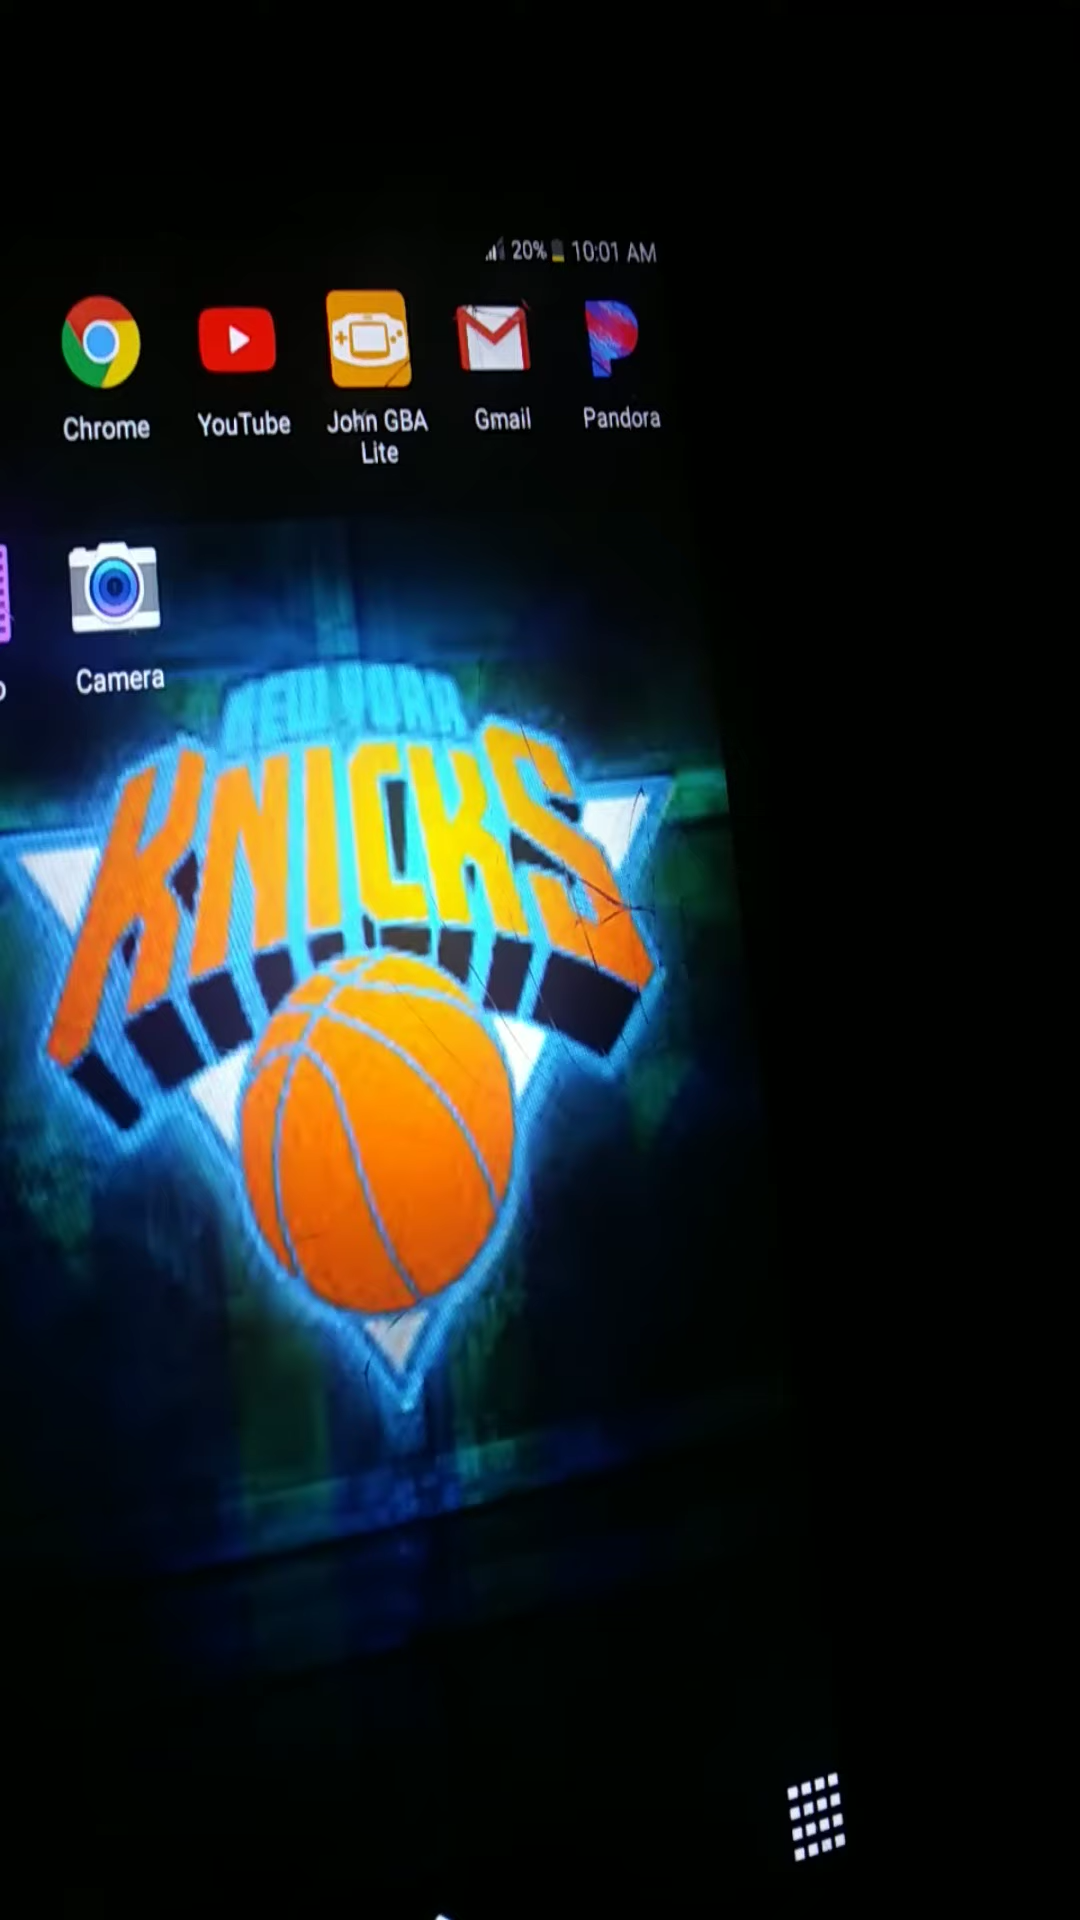 20% 10:01 AM
Chrome YouTube John GBA Lite Gmail Pandora
Camera
NEW YORK
KNICKS